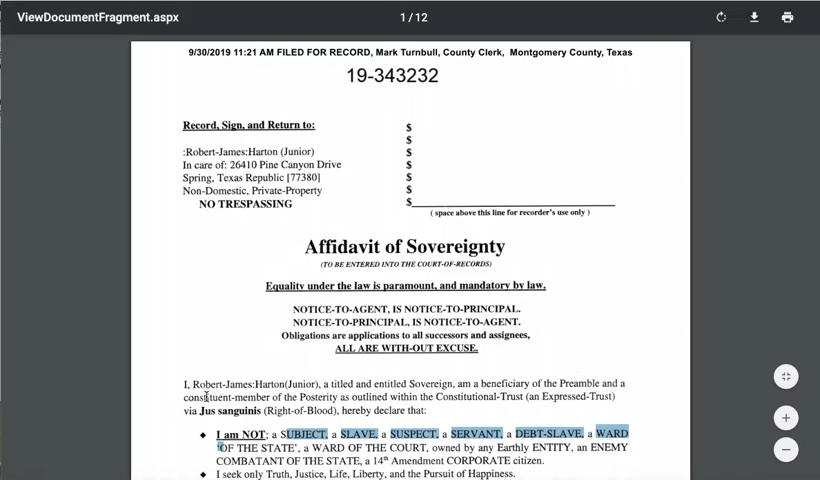 ViewDocumentFragment.aspx
1 / 12
9/30/2019 11:21 AM FILED FOR RECORD, Mark Turnbull, County Clerk, Montgomery County, Texas
19-343232
Record, Sign, and Return to:
:Robert-James:Harton (Junior)
In care of: 26410 Pine Canyon Drive
Spring, Texas Republic [77380]
Non-Domestic, Private-Property
NO TRESPASSING
$
$
$
$
$
$
$
( space above this line for recorder's use only )
Affidavit of Sovereignty
(TO BE ENTERED INTO THE COURT-OF-RECORDS)
Equality under the law is paramount, and mandatory by law.
NOTICE-TO-AGENT, IS NOTICE-TO-PRINCIPAL.
NOTICE-TO-PRINCIPAL, IS NOTICE-TO-AGENT.
Obligations are applications to all successors and assignees,
ALL ARE WITH-OUT EXCUSE.
I, Robert-James:Harton(Junior), a titled and entitled Sovereign, am a beneficiary of the Preamble and a
constituent-member of the Posterity as outlined within the Constitutional-Trust (an Expressed-Trust)
via Jus sanguinis (Right-of-Blood), hereby declare that:
◆ I am NOT; a SUBJECT, a SLAVE, a SUSPECT, a SERVANT, a DEBT-SLAVE, a WARD
'OF THE STATE', a WARD OF THE COURT, owned by any Earthly ENTITY, an ENEMY
COMBATANT OF THE STATE, a 14th Amendment CORPORATE citizen.
◆ I seek only Truth, Justice, Life, Liberty, and the Pursuit of Happiness.